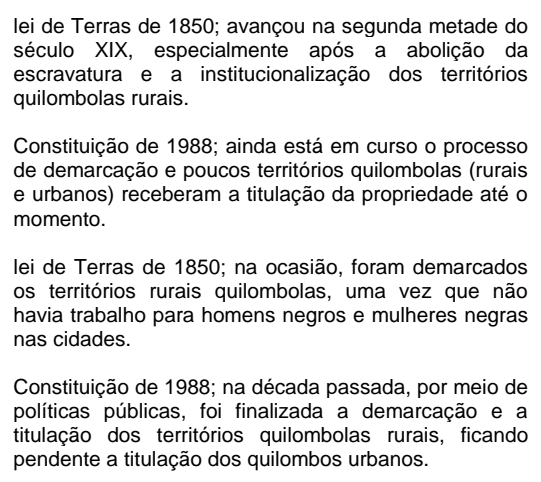 lei de Terras de 1850; avançou na segunda metade do
século XIX, especialmente após a abolição da
escravatura e a institucionalização dos territórios
quilombolas rurais.
Constituição de 1988; ainda está em curso o processo
de demarcação e poucos territórios quilombolas (rurais
e urbanos) receberam a titulação da propriedade até o
momento.
lei de Terras de 1850; na ocasião, foram demarcados
os territórios rurais quilombolas, uma vez que não
havia trabalho para homens negros e mulheres negras
nas cidades.
Constituição de 1988; na década passada, por meio de
políticas públicas, foi finalizada a demarcação e a
titulação dos territórios quilombolas rurais, ficando
pendente a titulação dos quilombos urbanos.